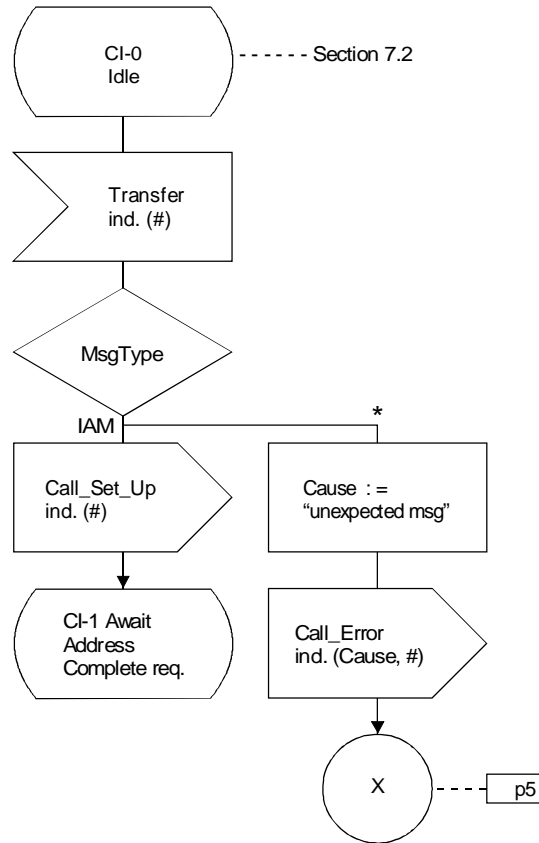 CI-0
Idle
Section 7.2
Transfer
ind. (#)
MsgType
IAM
*
Call_Set_Up
ind. (#)
Cause : =
“unexpected msg”
CI-1 Await
Address
Complete req.
Call_Error
ind. (Cause, #)
X
p5